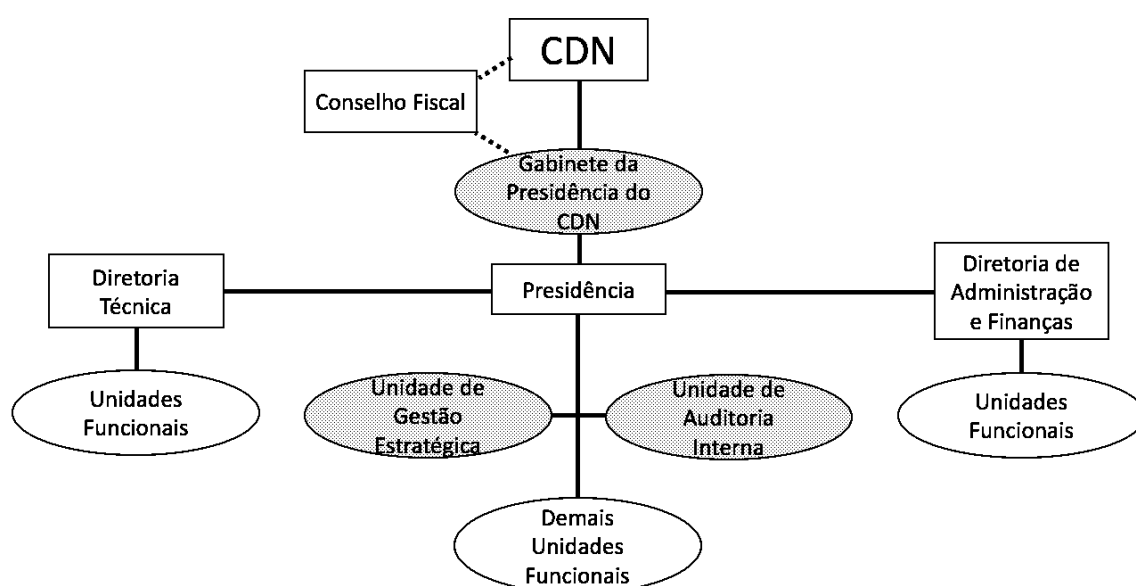 CDN
Conselho Fiscal
Gabinete da
Presidência do
CDN
Diretoria
Técnica
Presidência
Diretoria de
Administração
e Finanças
Unidades
Funcionais
Unidade de
Gestão
Estratégica
Unidade de
Auditoria
Interna
Unidades
Funcionais
Demais
Unidades
Funcionais